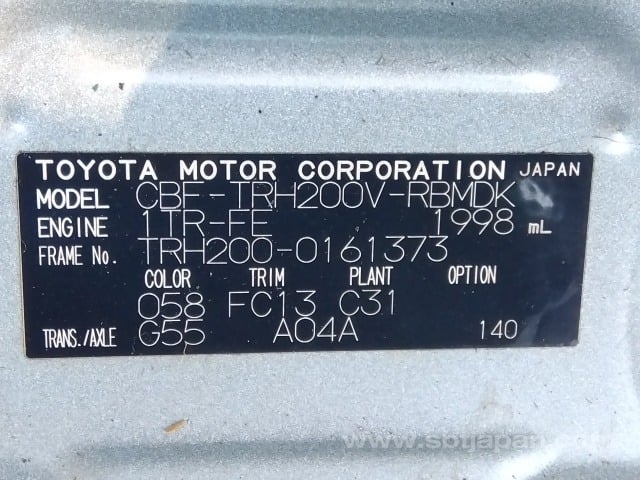 TOYOTA MOTOR CORPORATION JAPAN
MODEL CBF-TRH200V-RBMDK
ENGINE 1TR-FE 1998 mL
FRAME No. TRH200-0161373
COLOR TRIM PLANT OPTION
058 FC13 C31
TRANS./AXLE G55 A04A 140
www.sbtjapan.com